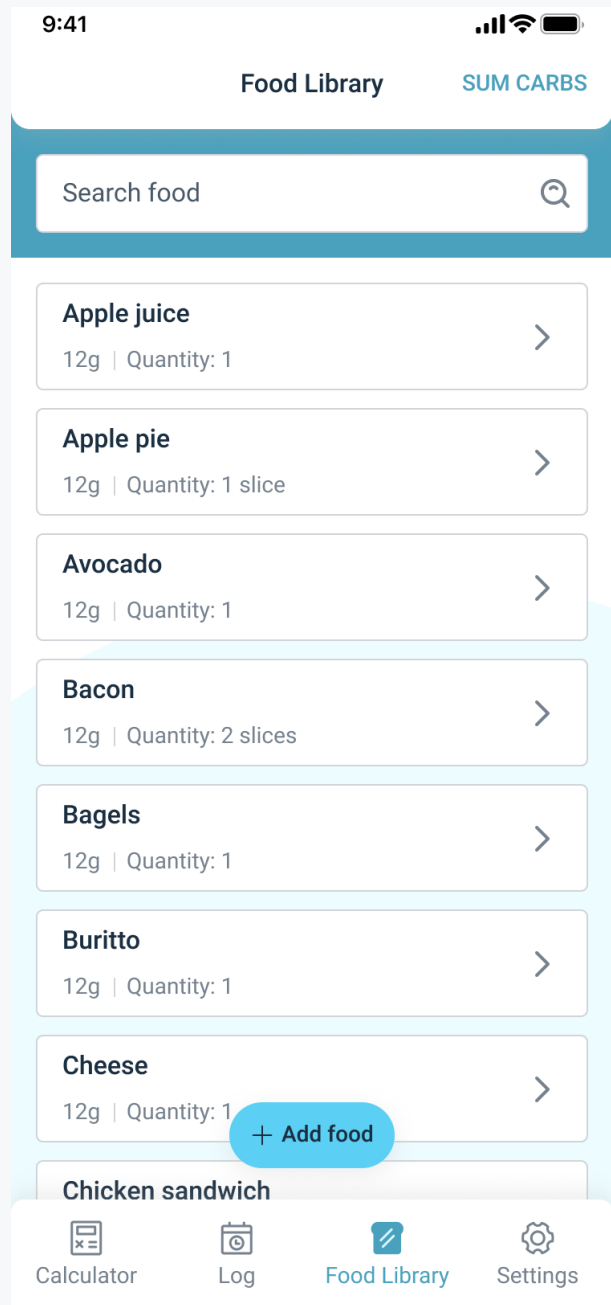 9:41
Food Library SUM CARBS
Search food
Apple juice
12g | Quantity: 1
Apple pie
12g | Quantity: 1 slice
Avocado
12g | Quantity: 1
Bacon
12g | Quantity: 2 slices
Bagels
12g | Quantity: 1
Buritto
12g | Quantity: 1
Cheese
12g | Quantity: 1
+ Add food
Chicken sandwich
Calculator Log Food Library Settings